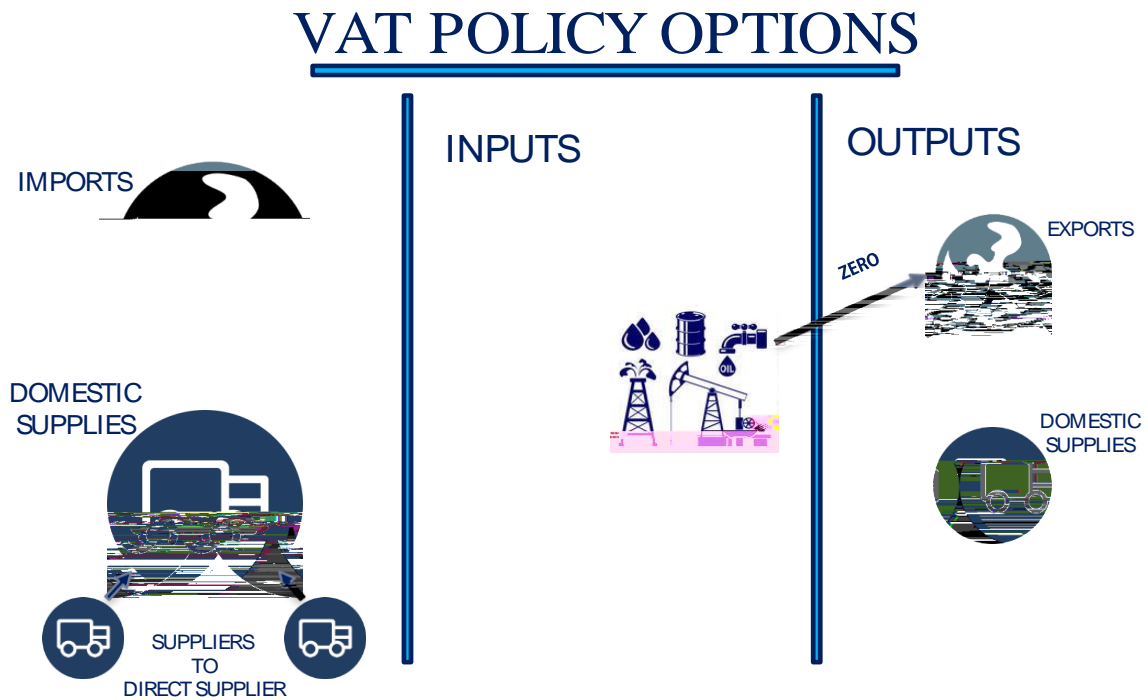 VAT POLICY OPTIONS
INPUTS
OUTPUTS
IMPORTS
EXPORTS
ZERO
OIL
DOMESTIC
SUPPLIES
DOMESTIC
SUPPLIES
SUPPLIERS
TO
DIRECT SUPPLIER